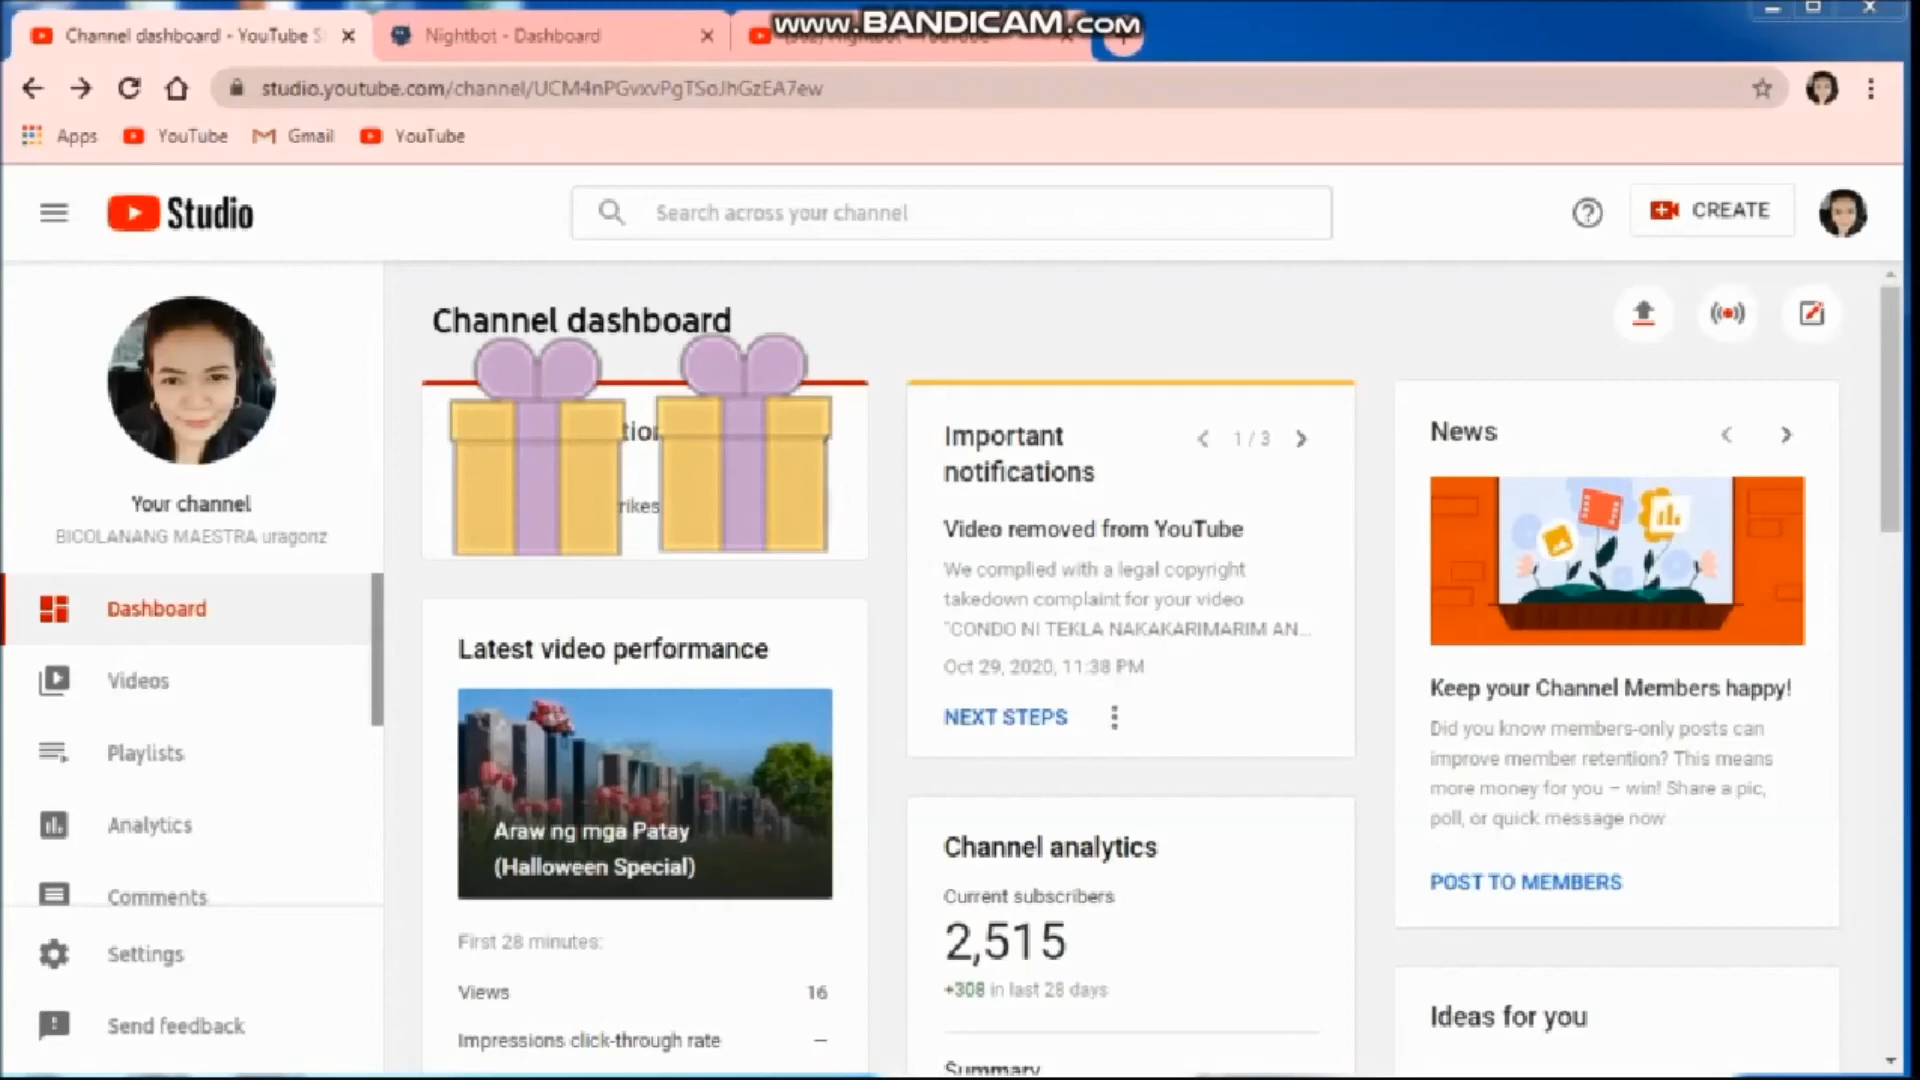 www.BANDICAM.com
Channel dashboard - YouTube S
Nightbot - Dashboard
studio.youtube.com/channel/UCM4nPGvxvPgTSoJhGzEA7ew
Apps
YouTube
Gmail
YouTube
Studio
Search across your channel
CREATE
Your channel
BICOLANANG MAESTRA uragonz
Dashboard
Videos
Playlists
Analytics
Comments
Settings
Send feedback
Channel dashboard
Latest video performance
Araw ng mga Patay
(Halloween Special)
First 28 minutes:
Views 16
Impressions click-through rate —
Important
notifications
1 / 3
Video removed from YouTube
We complied with a legal copyright
takedown complaint for your video
"CONDO NI TEKLA NAKAKARIMARIM AN...
Oct 29, 2020, 11:38 PM
NEXT STEPS
Channel analytics
Current subscribers
2,515
+308 in last 28 days
Summary
News
Keep your Channel Members happy!
Did you know members-only posts can
improve member retention? This means
more money for you – win! Share a pic,
poll, or quick message now
POST TO MEMBERS
Ideas for you